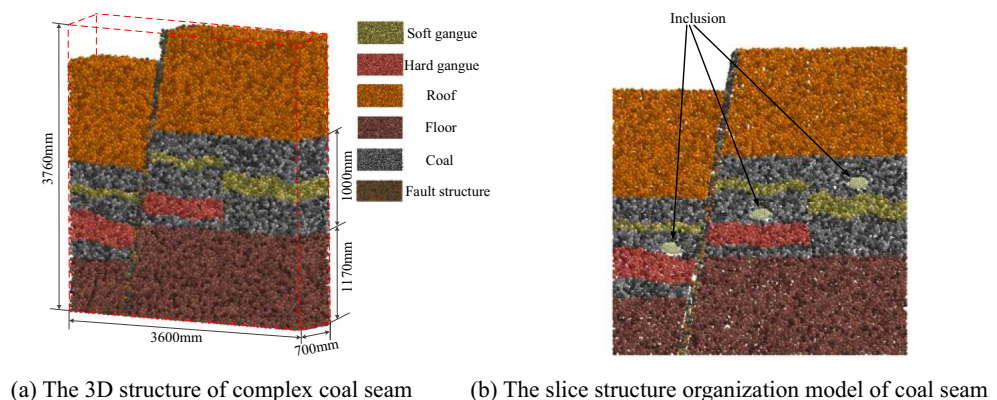 Inclusion
Soft gangue
Hard gangue
Roof
Floor
Coal
Fault structure
3760mm
1000mm
1170mm
3600mm
700mm
(a) The 3D structure of complex coal seam
(b) The slice structure organization model of coal seam